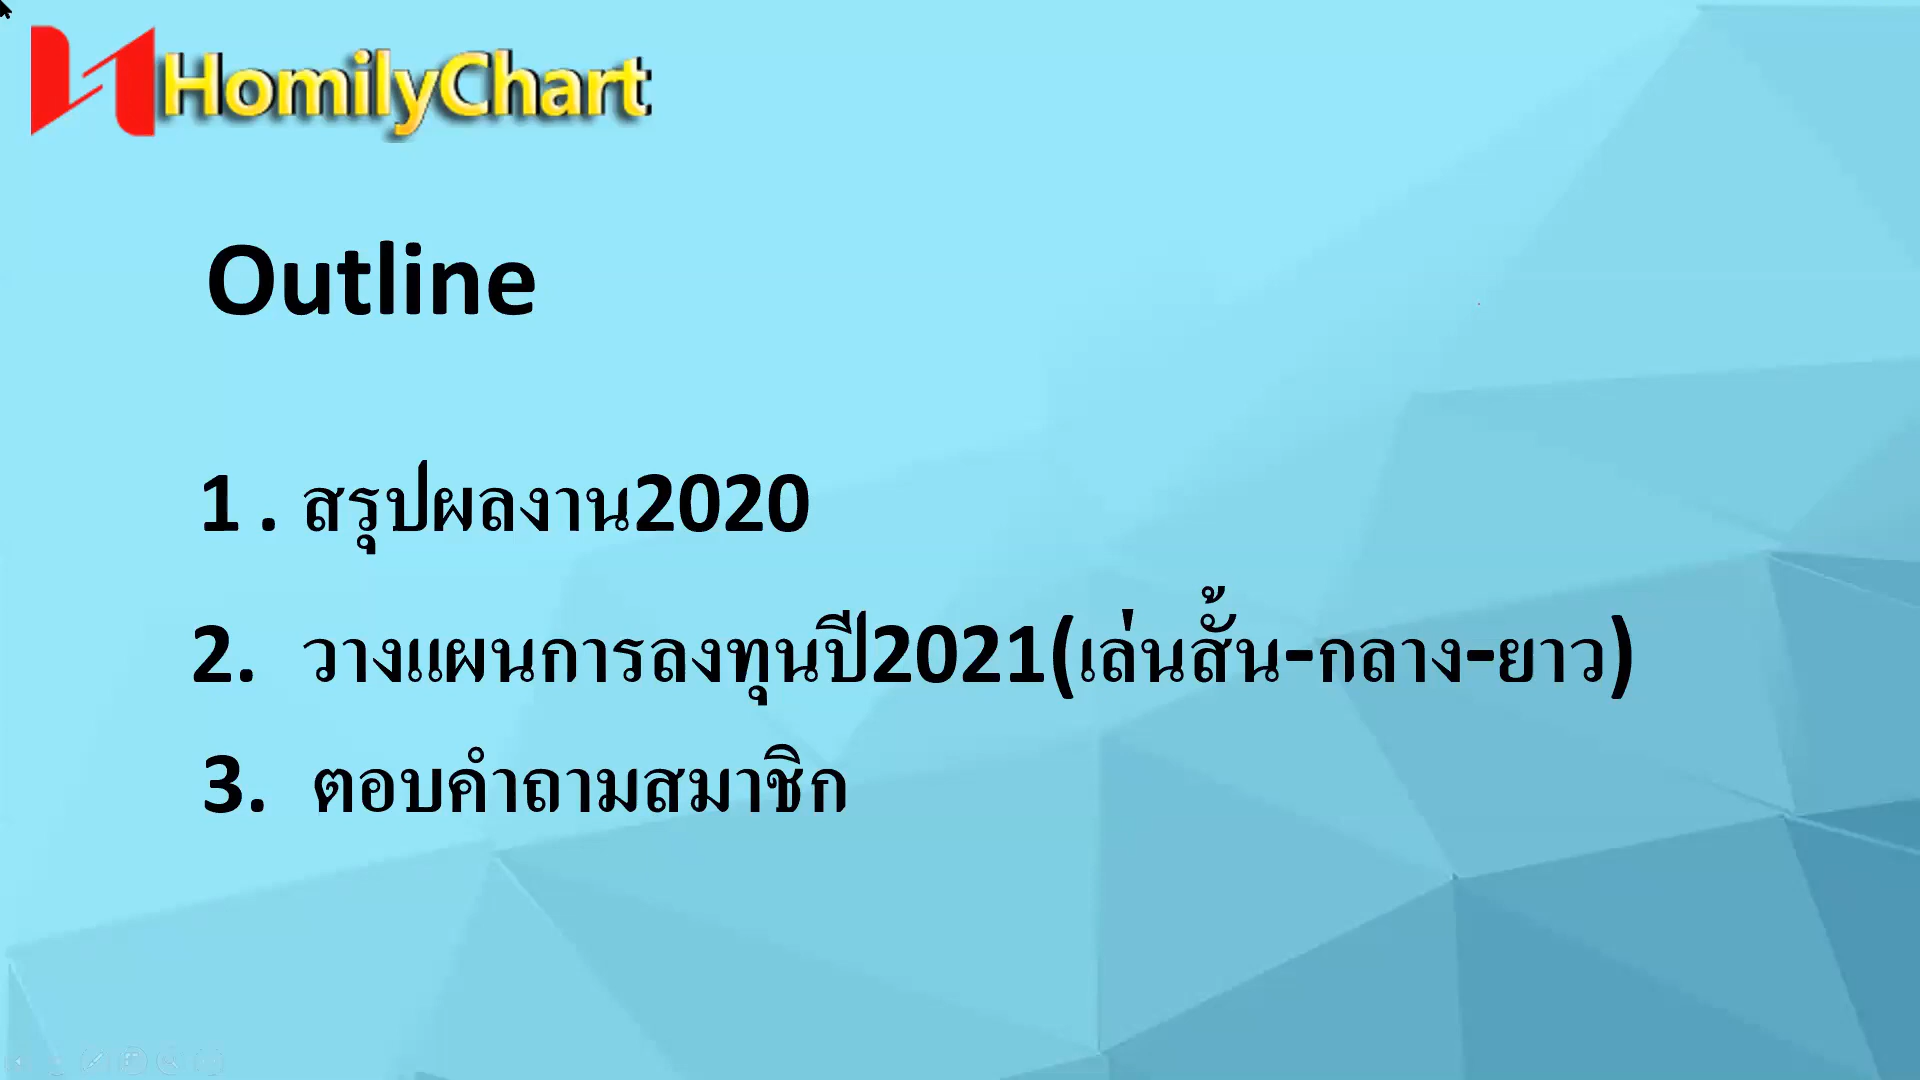 HomilyChart
Outline
1 . สรุปผลงาน2020
2. วางแผนการลงทุนปี2021(เล่นสั้น-กลาง-ยาว)
3. ตอบคำถามสมาชิก